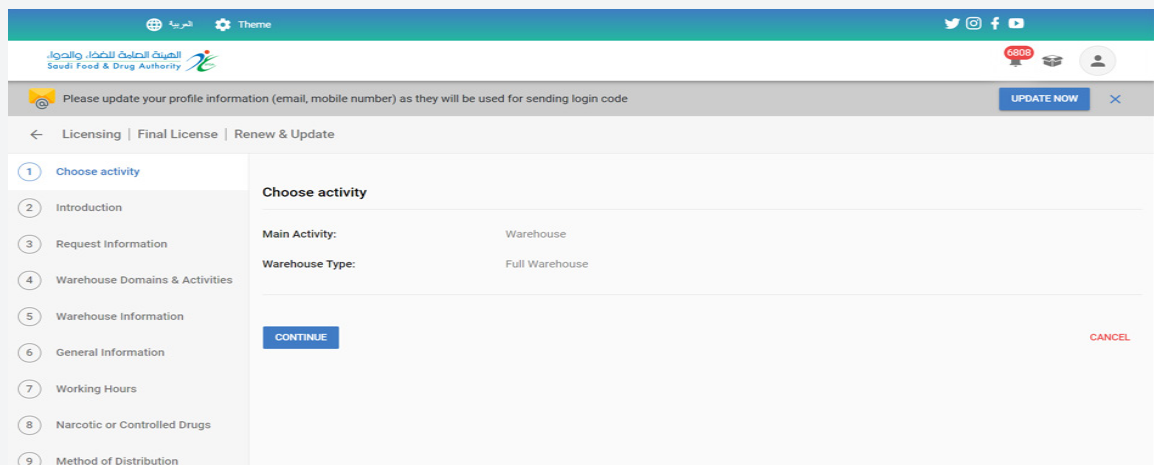 العربية Theme
الهيئة العامة للغذاء والدواء
Saudi Food & Drug Authority
6808
Please update your profile information (email, mobile number) as they will be used for sending login code
UPDATE NOW
Licensing | Final License | Renew & Update
1 Choose activity
2 Introduction
3 Request Information
4 Warehouse Domains & Activities
5 Warehouse Information
6 General Information
7 Working Hours
8 Narcotic or Controlled Drugs
9 Method of Distribution
Choose activity
Main Activity: Warehouse
Warehouse Type: Full Warehouse
CONTINUE
CANCEL